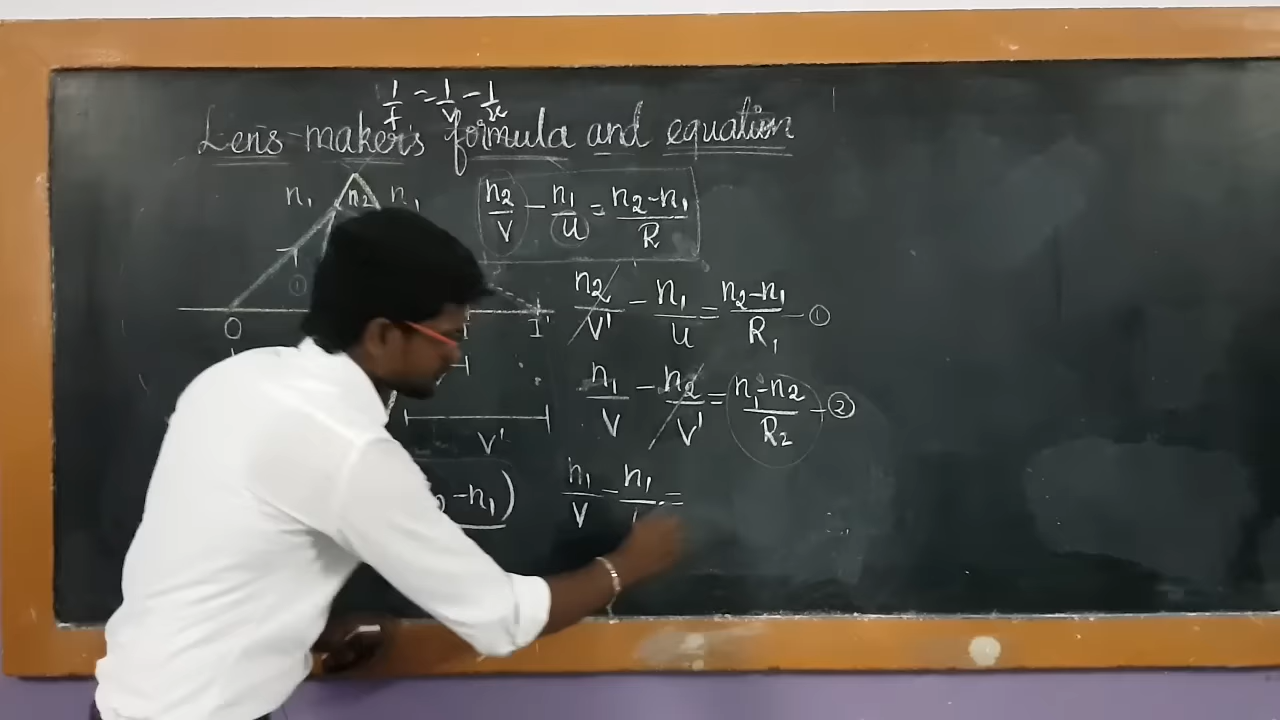 1/f = 1/v - 1/u
Lens-maker's formula and equation
n₁ n₂ n₁
n₂/v - n₁/u = (n₂-n₁)/R
①
n₂/v' - n₁/u = (n₂-n₁)/R₁ - ①
O I'
n₁/v - n₂/v' = (n₁-n₂)/R₂ - ②
v'
-n₁)
n₁/v - n₁/ =